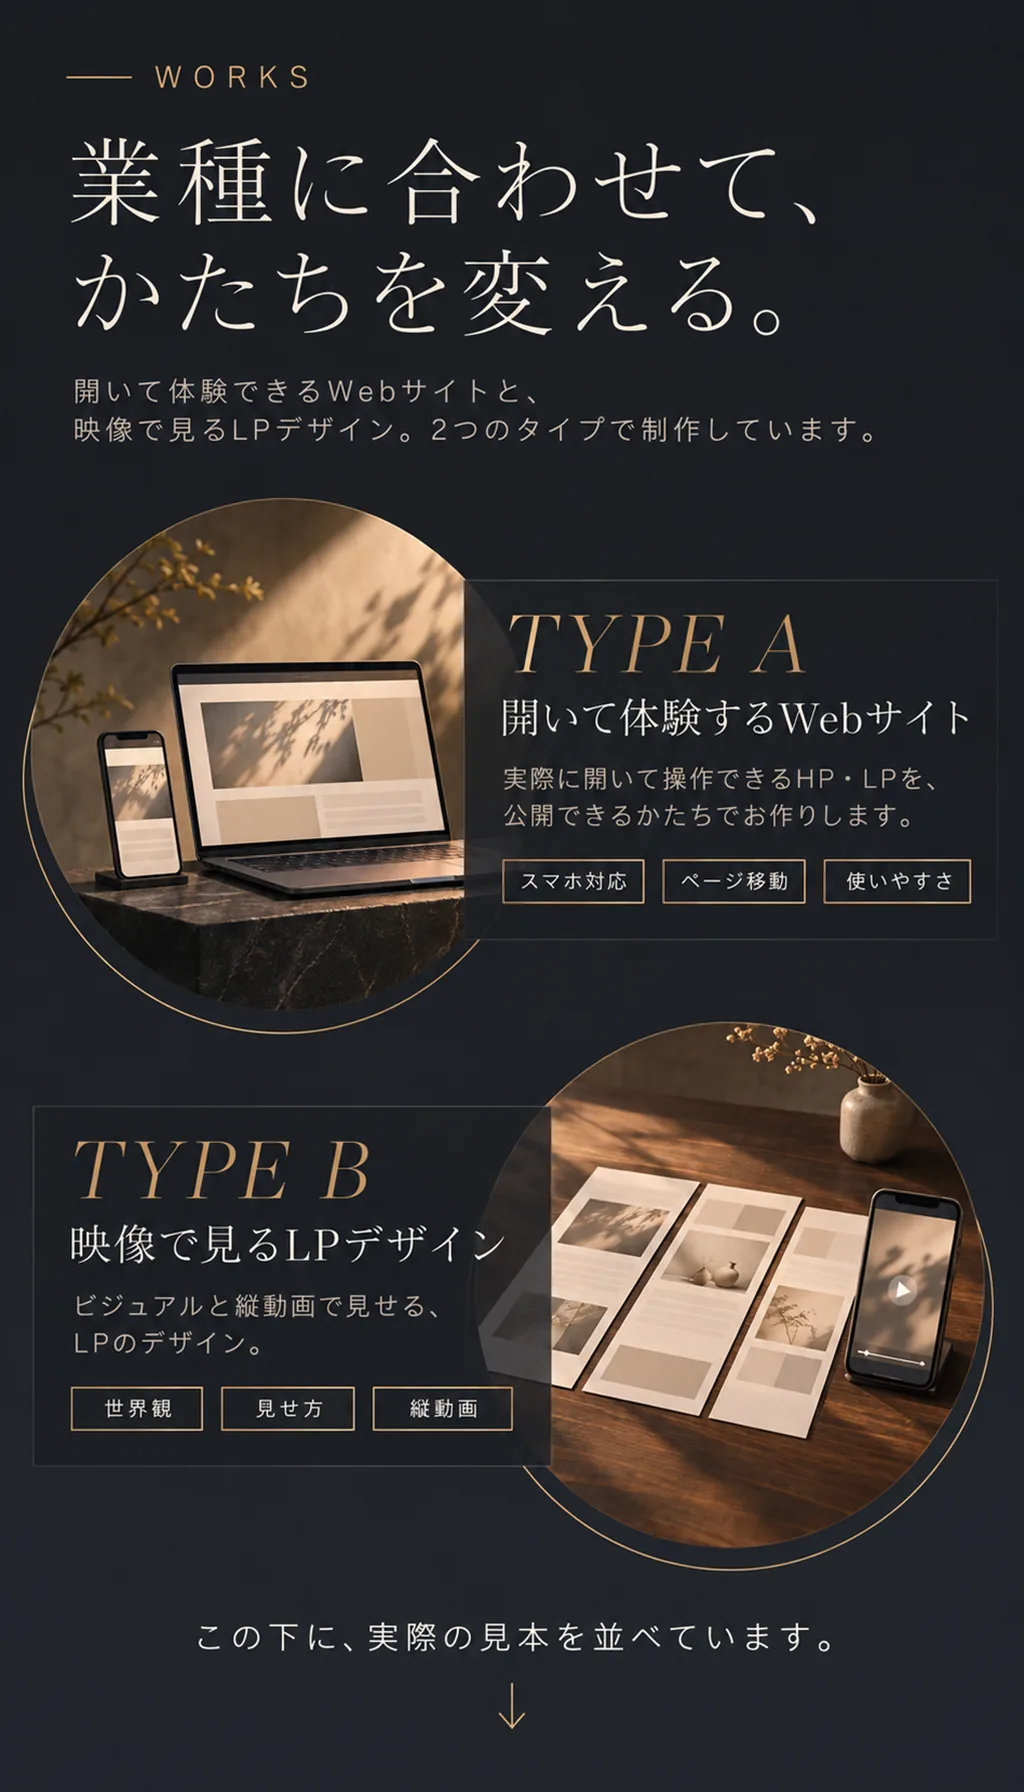 WORKS
業種に合わせて、
かたちを変える。
開いて体験できるWebサイトと、
映像で見るLPデザイン。2つのタイプで制作しています。
TYPE A
開いて体験するWebサイト
実際に開いて操作できるHP・LPを、
公開できるかたちでお作りします。
スマホ対応 ページ移動 使いやすさ
TYPE B
映像で見るLPデザイン
ビジュアルと縦動画で見せる、
LPのデザイン。
世界観 見せ方 縦動画
この下に、実際の見本を並べています。